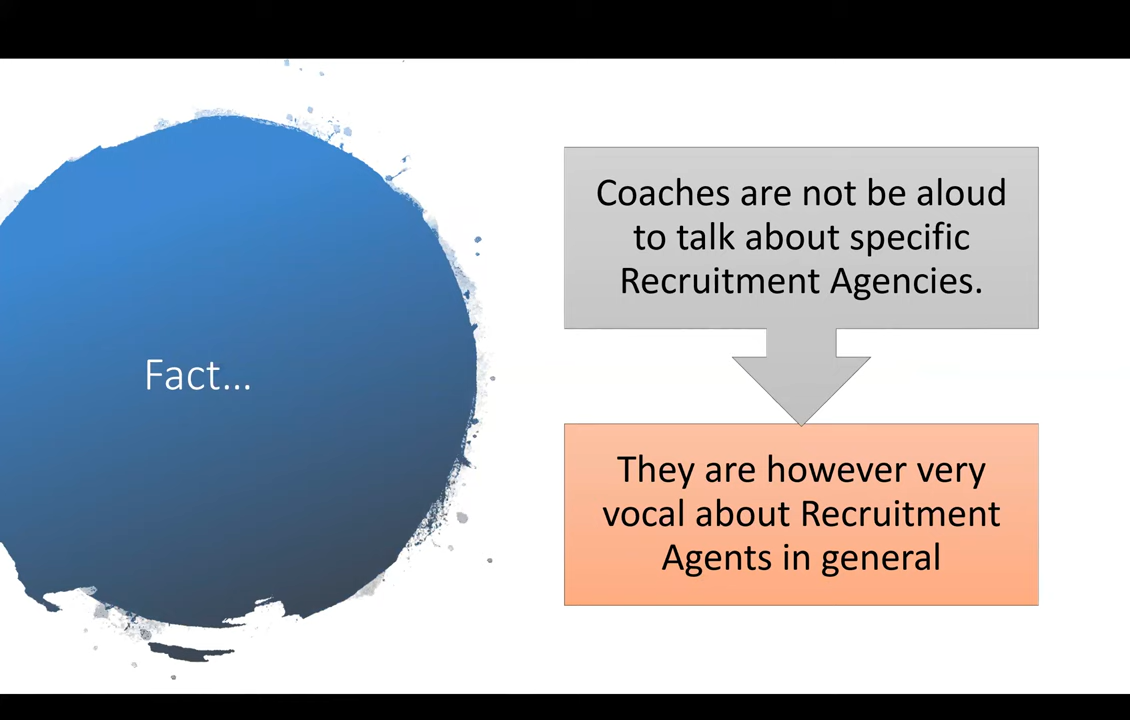 Fact...
Coaches are not be aloud
to talk about specific
Recruitment Agencies.
They are however very
vocal about Recruitment
Agents in general